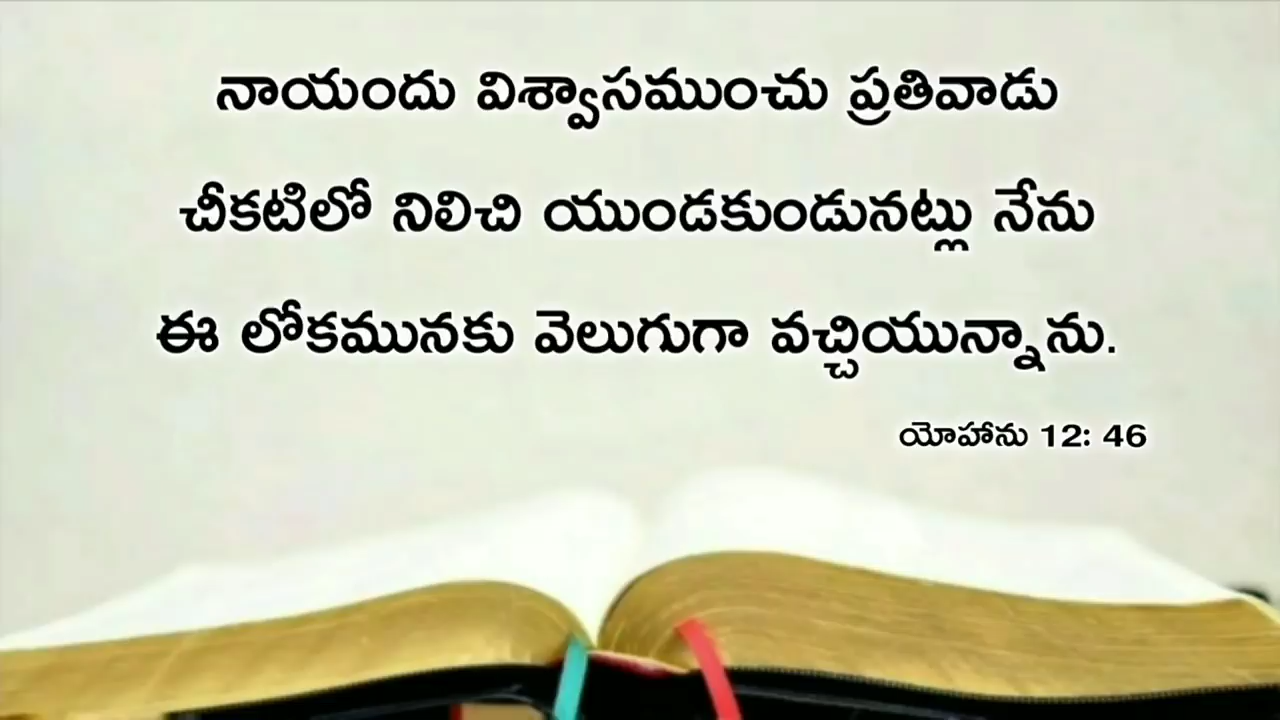 నాయందు విశ్వాసముంచు ప్రతివాడు
చీకటిలో నిలిచి యుండకుండునట్లు నేను
ఈ లోకమునకు వెలుగుగా వచ్చియున్నాను.
యోహాను 12: 46